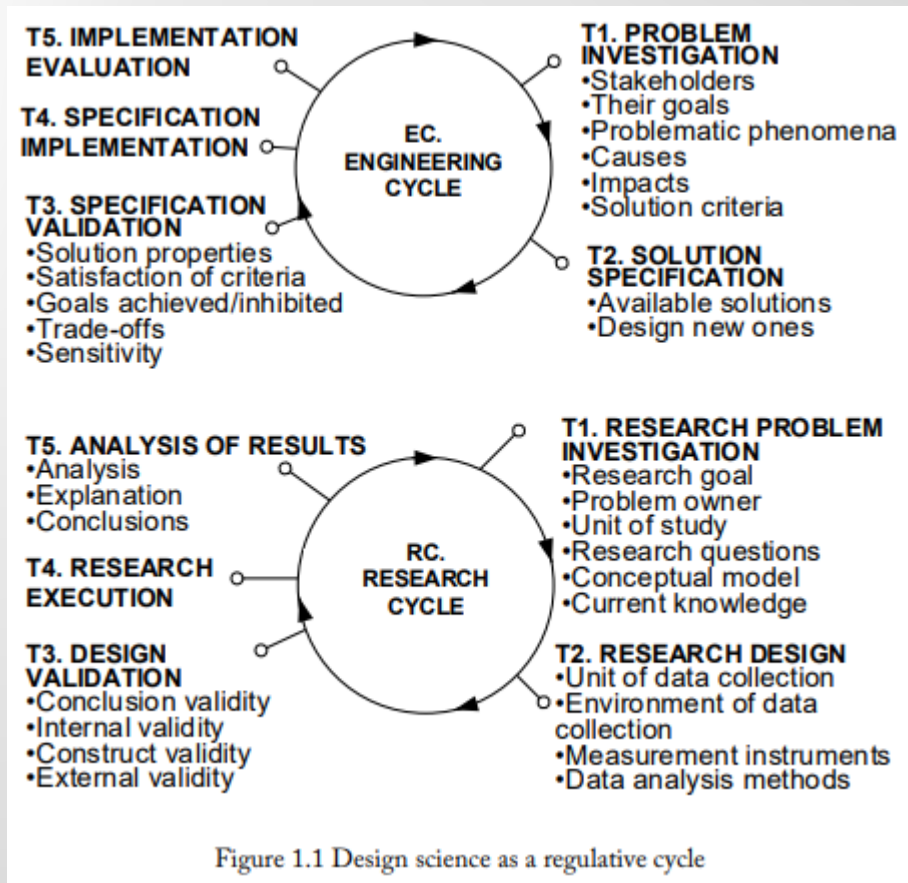 T5. IMPLEMENTATION
EVALUATION
T4. SPECIFICATION
IMPLEMENTATION
T3. SPECIFICATION
VALIDATION
•Solution properties
•Satisfaction of criteria
•Goals achieved/inhibited
•Trade-offs
•Sensitivity
EC.
ENGINEERING
CYCLE
T1. PROBLEM
INVESTIGATION
•Stakeholders
•Their goals
•Problematic phenomena
•Causes
•Impacts
•Solution criteria
T2. SOLUTION
SPECIFICATION
•Available solutions
•Design new ones
T5. ANALYSIS OF RESULTS
•Analysis
•Explanation
•Conclusions
T4. RESEARCH
EXECUTION
T3. DESIGN
VALIDATION
•Conclusion validity
•Internal validity
•Construct validity
•External validity
RC.
RESEARCH
CYCLE
T1. RESEARCH PROBLEM
INVESTIGATION
•Research goal
•Problem owner
•Unit of study
•Research questions
•Conceptual model
•Current knowledge
T2. RESEARCH DESIGN
•Unit of data collection
•Environment of data
collection
•Measurement instruments
•Data analysis methods
Figure 1.1 Design science as a regulative cycle